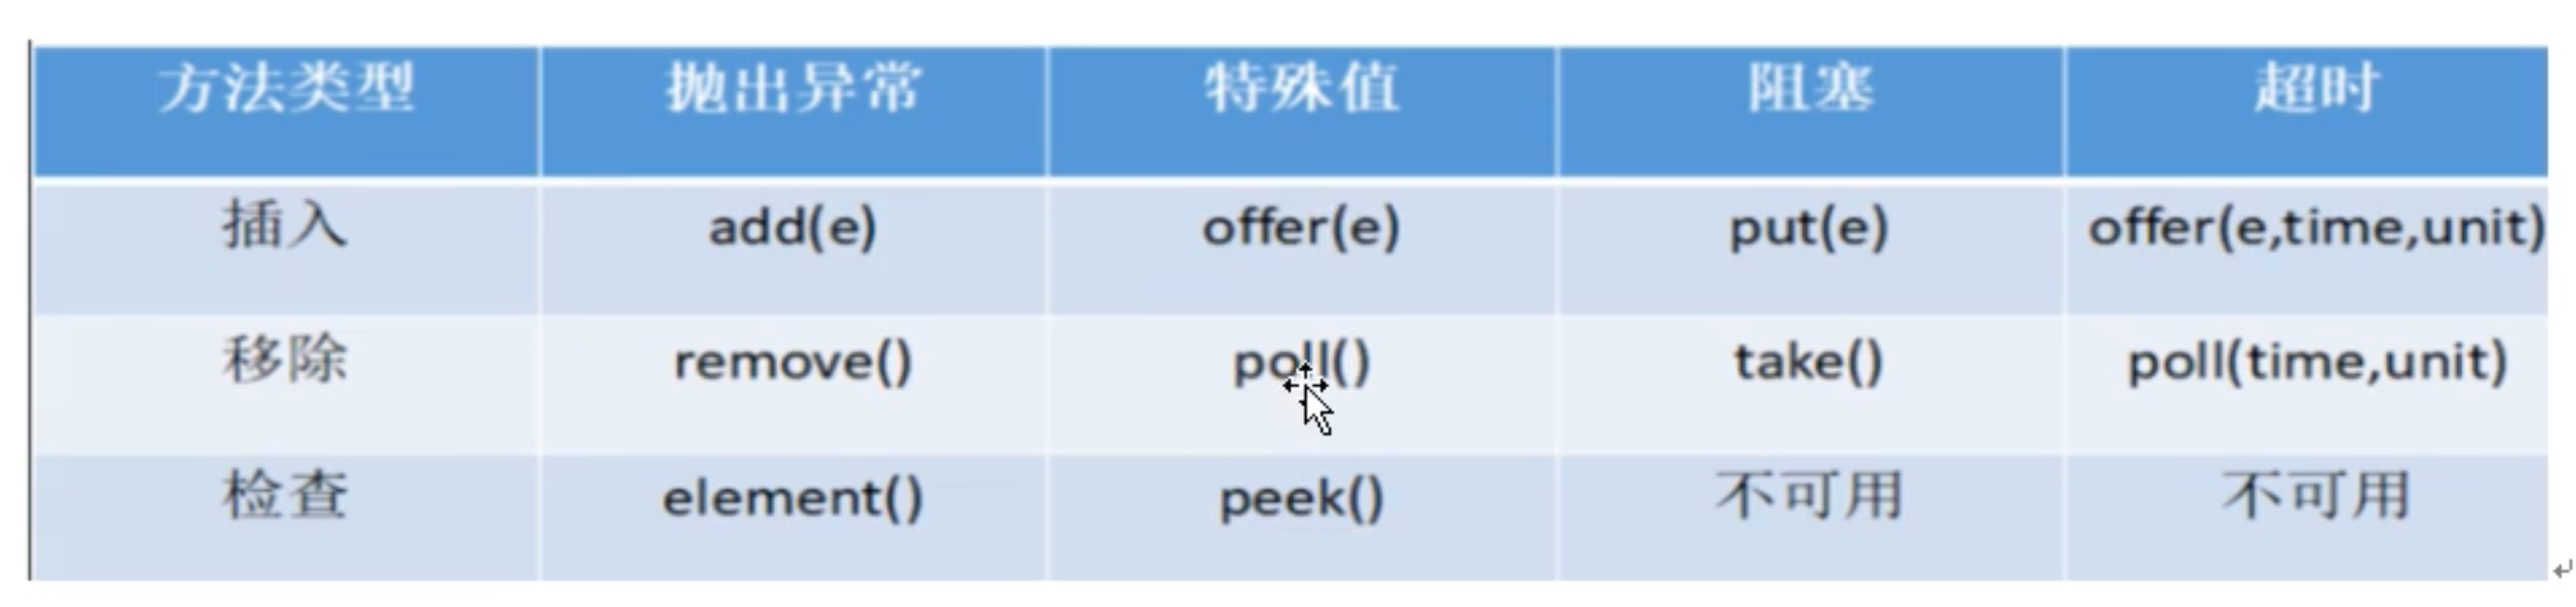 方法类型 抛出异常 特殊值 阻塞 超时
插入 add(e) offer(e) put(e) offer(e,time,unit)
移除 remove() poll() take() poll(time,unit)
检查 element() peek() 不可用 不可用